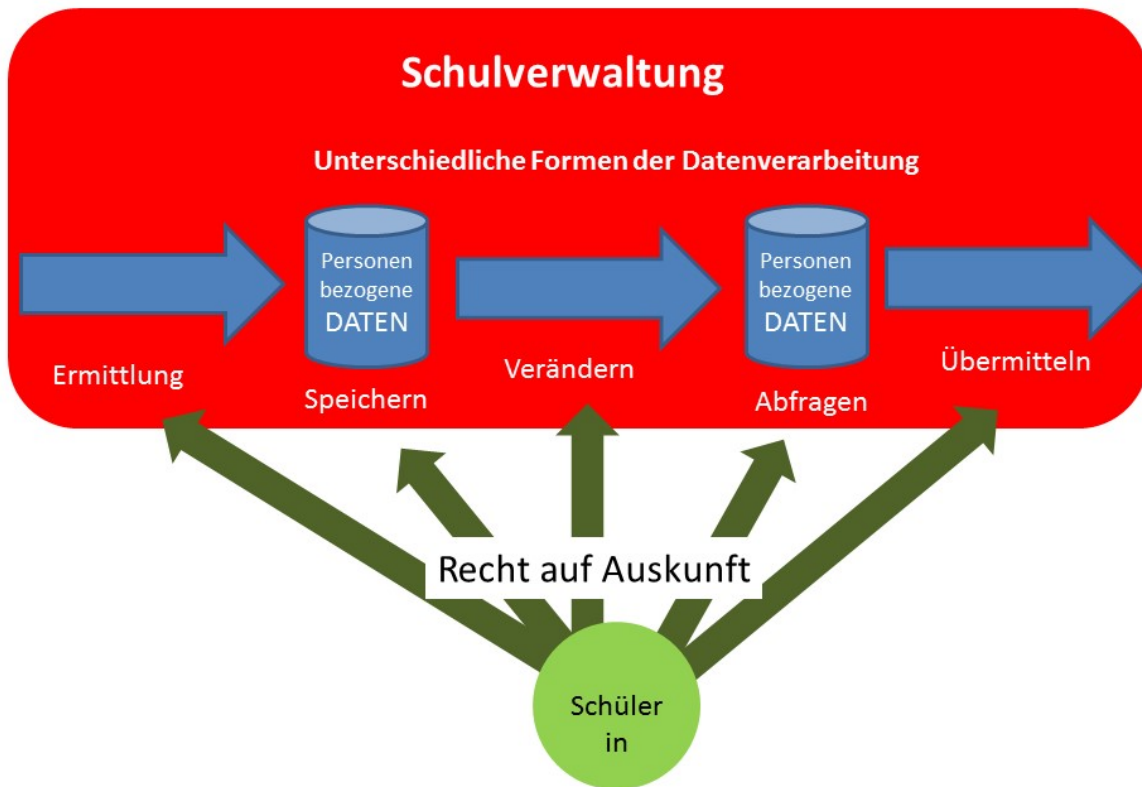 Schulverwaltung
Unterschiedliche Formen der Datenverarbeitung
Personen
bezogene
DATEN
Personen
bezogene
DATEN
Ermittlung
Speichern
Verändern
Abfragen
Übermitteln
Recht auf Auskunft
Schüler
in